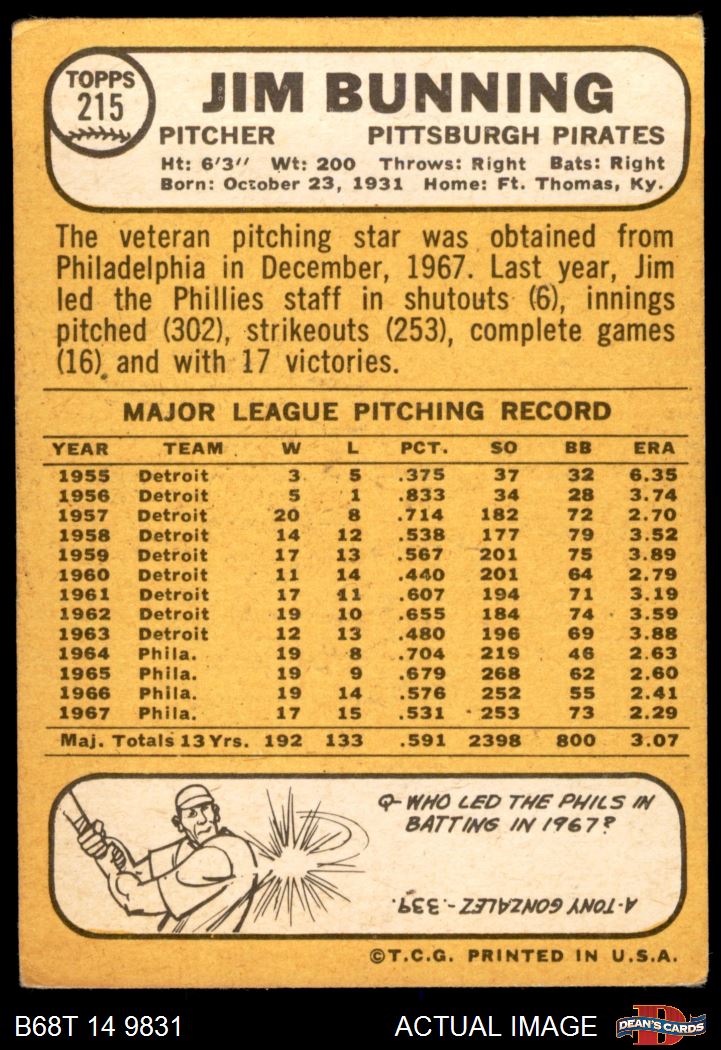 TOPPS
215
JIM BUNNING
PITCHER PITTSBURGH PIRATES
Ht: 6'3'' Wt: 200 Throws: Right Bats: Right
Born: October 23, 1931 Home: Ft. Thomas, Ky.
The veteran pitching star was obtained from
Philadelphia in December, 1967. Last year, Jim
led the Phillies staff in shutouts (6), innings
pitched (302), strikeouts (253), complete games
(16) and with 17 victories.
MAJOR LEAGUE PITCHING RECORD
YEAR TEAM W L PCT. SO BB ERA
1955 Detroit 3 5 .375 37 32 6.35
1956 Detroit 5 1 .833 34 28 3.74
1957 Detroit 20 8 .714 182 72 2.70
1958 Detroit 14 12 .538 177 79 3.52
1959 Detroit 17 13 .567 201 75 3.89
1960 Detroit 11 14 .440 201 64 2.79
1961 Detroit 17 11 .607 194 71 3.19
1962 Detroit 19 10 .655 184 74 3.59
1963 Detroit 12 13 .480 196 69 3.88
1964 Phila. 19 8 .704 219 46 2.63
1965 Phila. 19 9 .679 268 62 2.60
1966 Phila. 19 14 .576 252 55 2.41
1967 Phila. 17 15 .531 253 73 2.29
Maj. Totals 13 Yrs. 192 133 .591 2398 800 3.07
Q-WHO LED THE PHILS IN
BATTING IN 1967?
A-TONY GONZALEZ-.339.
©T.C.G. PRINTED IN U.S.A.
B68T 14 9831 ACTUAL IMAGE
D
DEAN'S CARDS